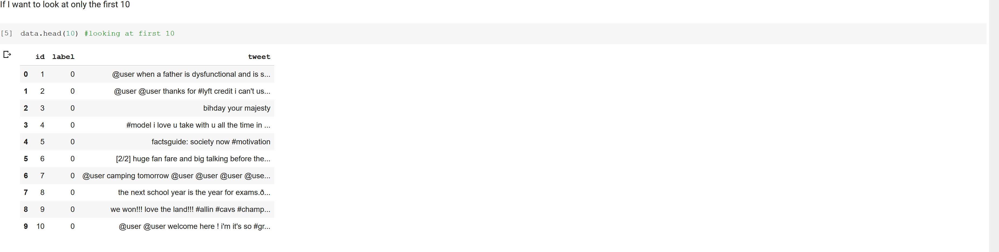 If I want to look at only the first 10
[5] data.head(10) #looking at first 10
id label tweet
0 1 0 @user when a father is dysfunctional and is s...
1 2 0 @user @user thanks for #lyft credit i can't us...
2 3 0 bihday your majesty
3 4 0 #model i love u take with u all the time in ...
4 5 0 factsguide: society now #motivation
5 6 0 [2/2] huge fan fare and big talking before the...
6 7 0 @user camping tomorrow @user @user @user @use...
7 8 0 the next school year is the year for exams.ð...
8 9 0 we won!!! love the land!!! #allin #cavs #champ...
9 10 0 @user @user welcome here ! i'm it's so #gr...